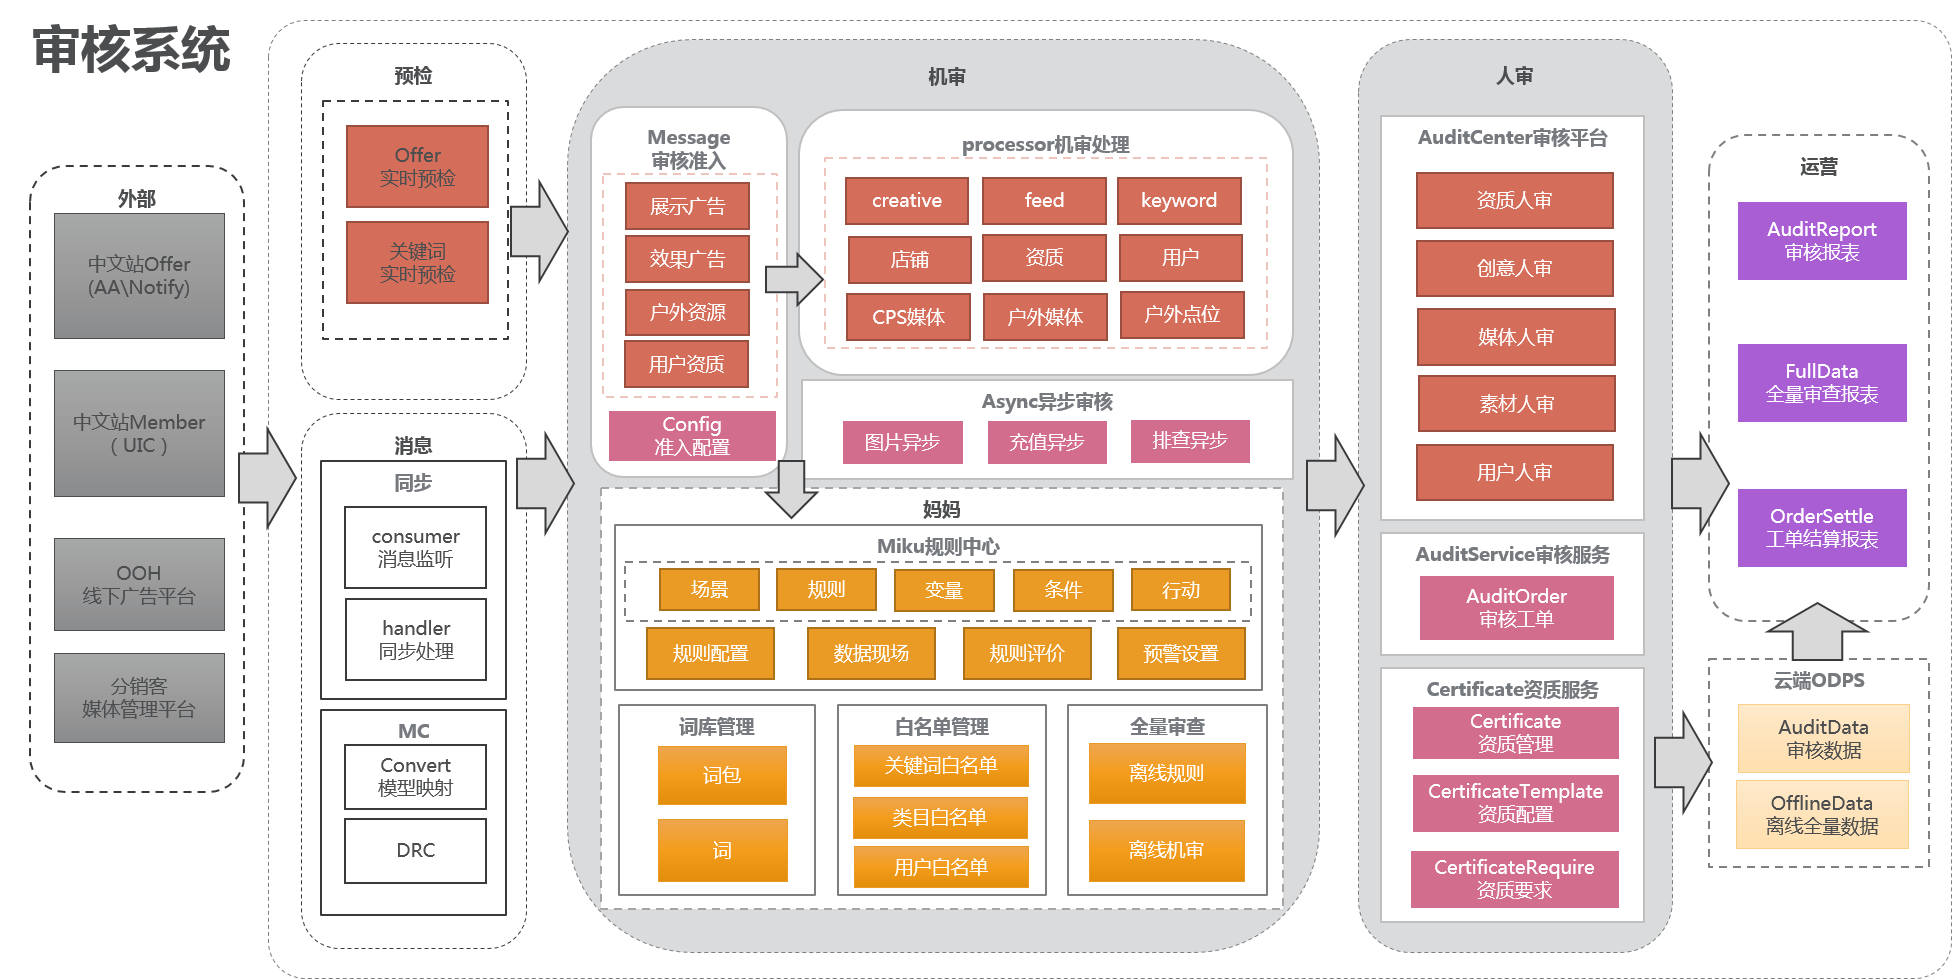 审核系统
外部
中文站Offer
(AA\Notify)
中文站Member
（UIC）
OOH
线下广告平台
分销客
媒体管理平台
预检
Offer
实时预检
关键词
实时预检
消息
同步
consumer
消息监听
handler
同步处理
MC
Convert
模型映射
DRC
机审
Message
审核准入
展示广告
效果广告
户外资源
用户资质
Config
准入配置
processor机审处理
creative
feed
keyword
店铺
资质
用户
CPS媒体
户外媒体
户外点位
Async异步审核
图片异步
充值异步
排查异步
妈妈
Miku规则中心
场景
规则
变量
条件
行动
规则配置
数据现场
规则评价
预警设置
词库管理
词包
词
白名单管理
关键词白名单
类目白名单
用户白名单
全量审查
离线规则
离线机审
人审
AuditCenter审核平台
资质人审
创意人审
媒体人审
素材人审
用户人审
AuditService审核服务
AuditOrder
审核工单
Certificate资质服务
Certificate
资质管理
CertificateTemplate
资质配置
CertificateRequire
资质要求
运营
AuditReport
审核报表
FullData
全量审查报表
OrderSettle
工单结算报表
云端ODPS
AuditData
审核数据
OfflineData
离线全量数据